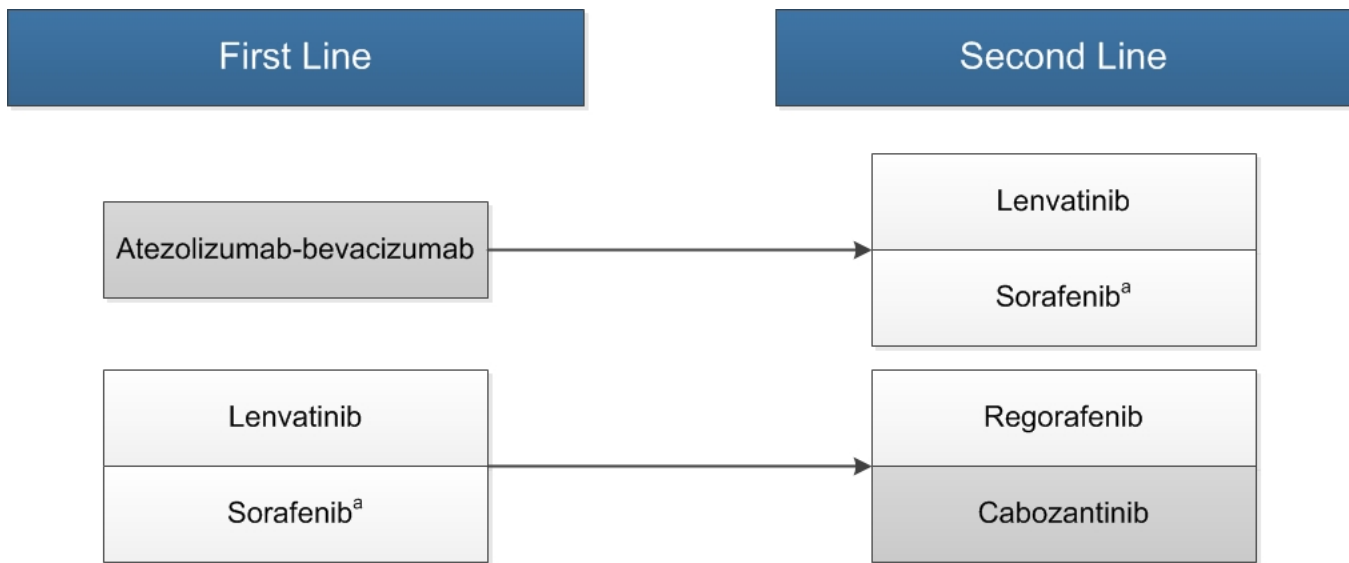 First Line
Second Line
Atezolizumab-bevacizumab
Lenvatinib
Sorafenibᵃ
Lenvatinib
Sorafenibᵃ
Regorafenib
Cabozantinib